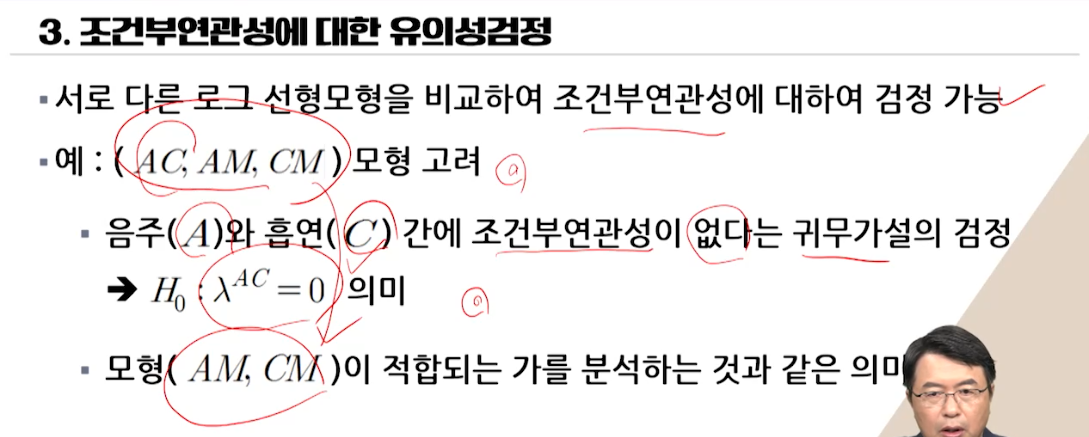 3. 조건부연관성에 대한 유의성검정
▪ 서로 다른 로그 선형모형을 비교하여 조건부연관성에 대하여 검정 가능
▪ 예 : ( AC, AM, CM ) 모형 고려
▪ 음주(A)와 흡연(C) 간에 조건부연관성이 없다는 귀무가설의 검정
➔ H₀ : λ^AC = 0 의미
▪ 모형( AM, CM )이 적합되는 가를 분석하는 것과 같은 의미